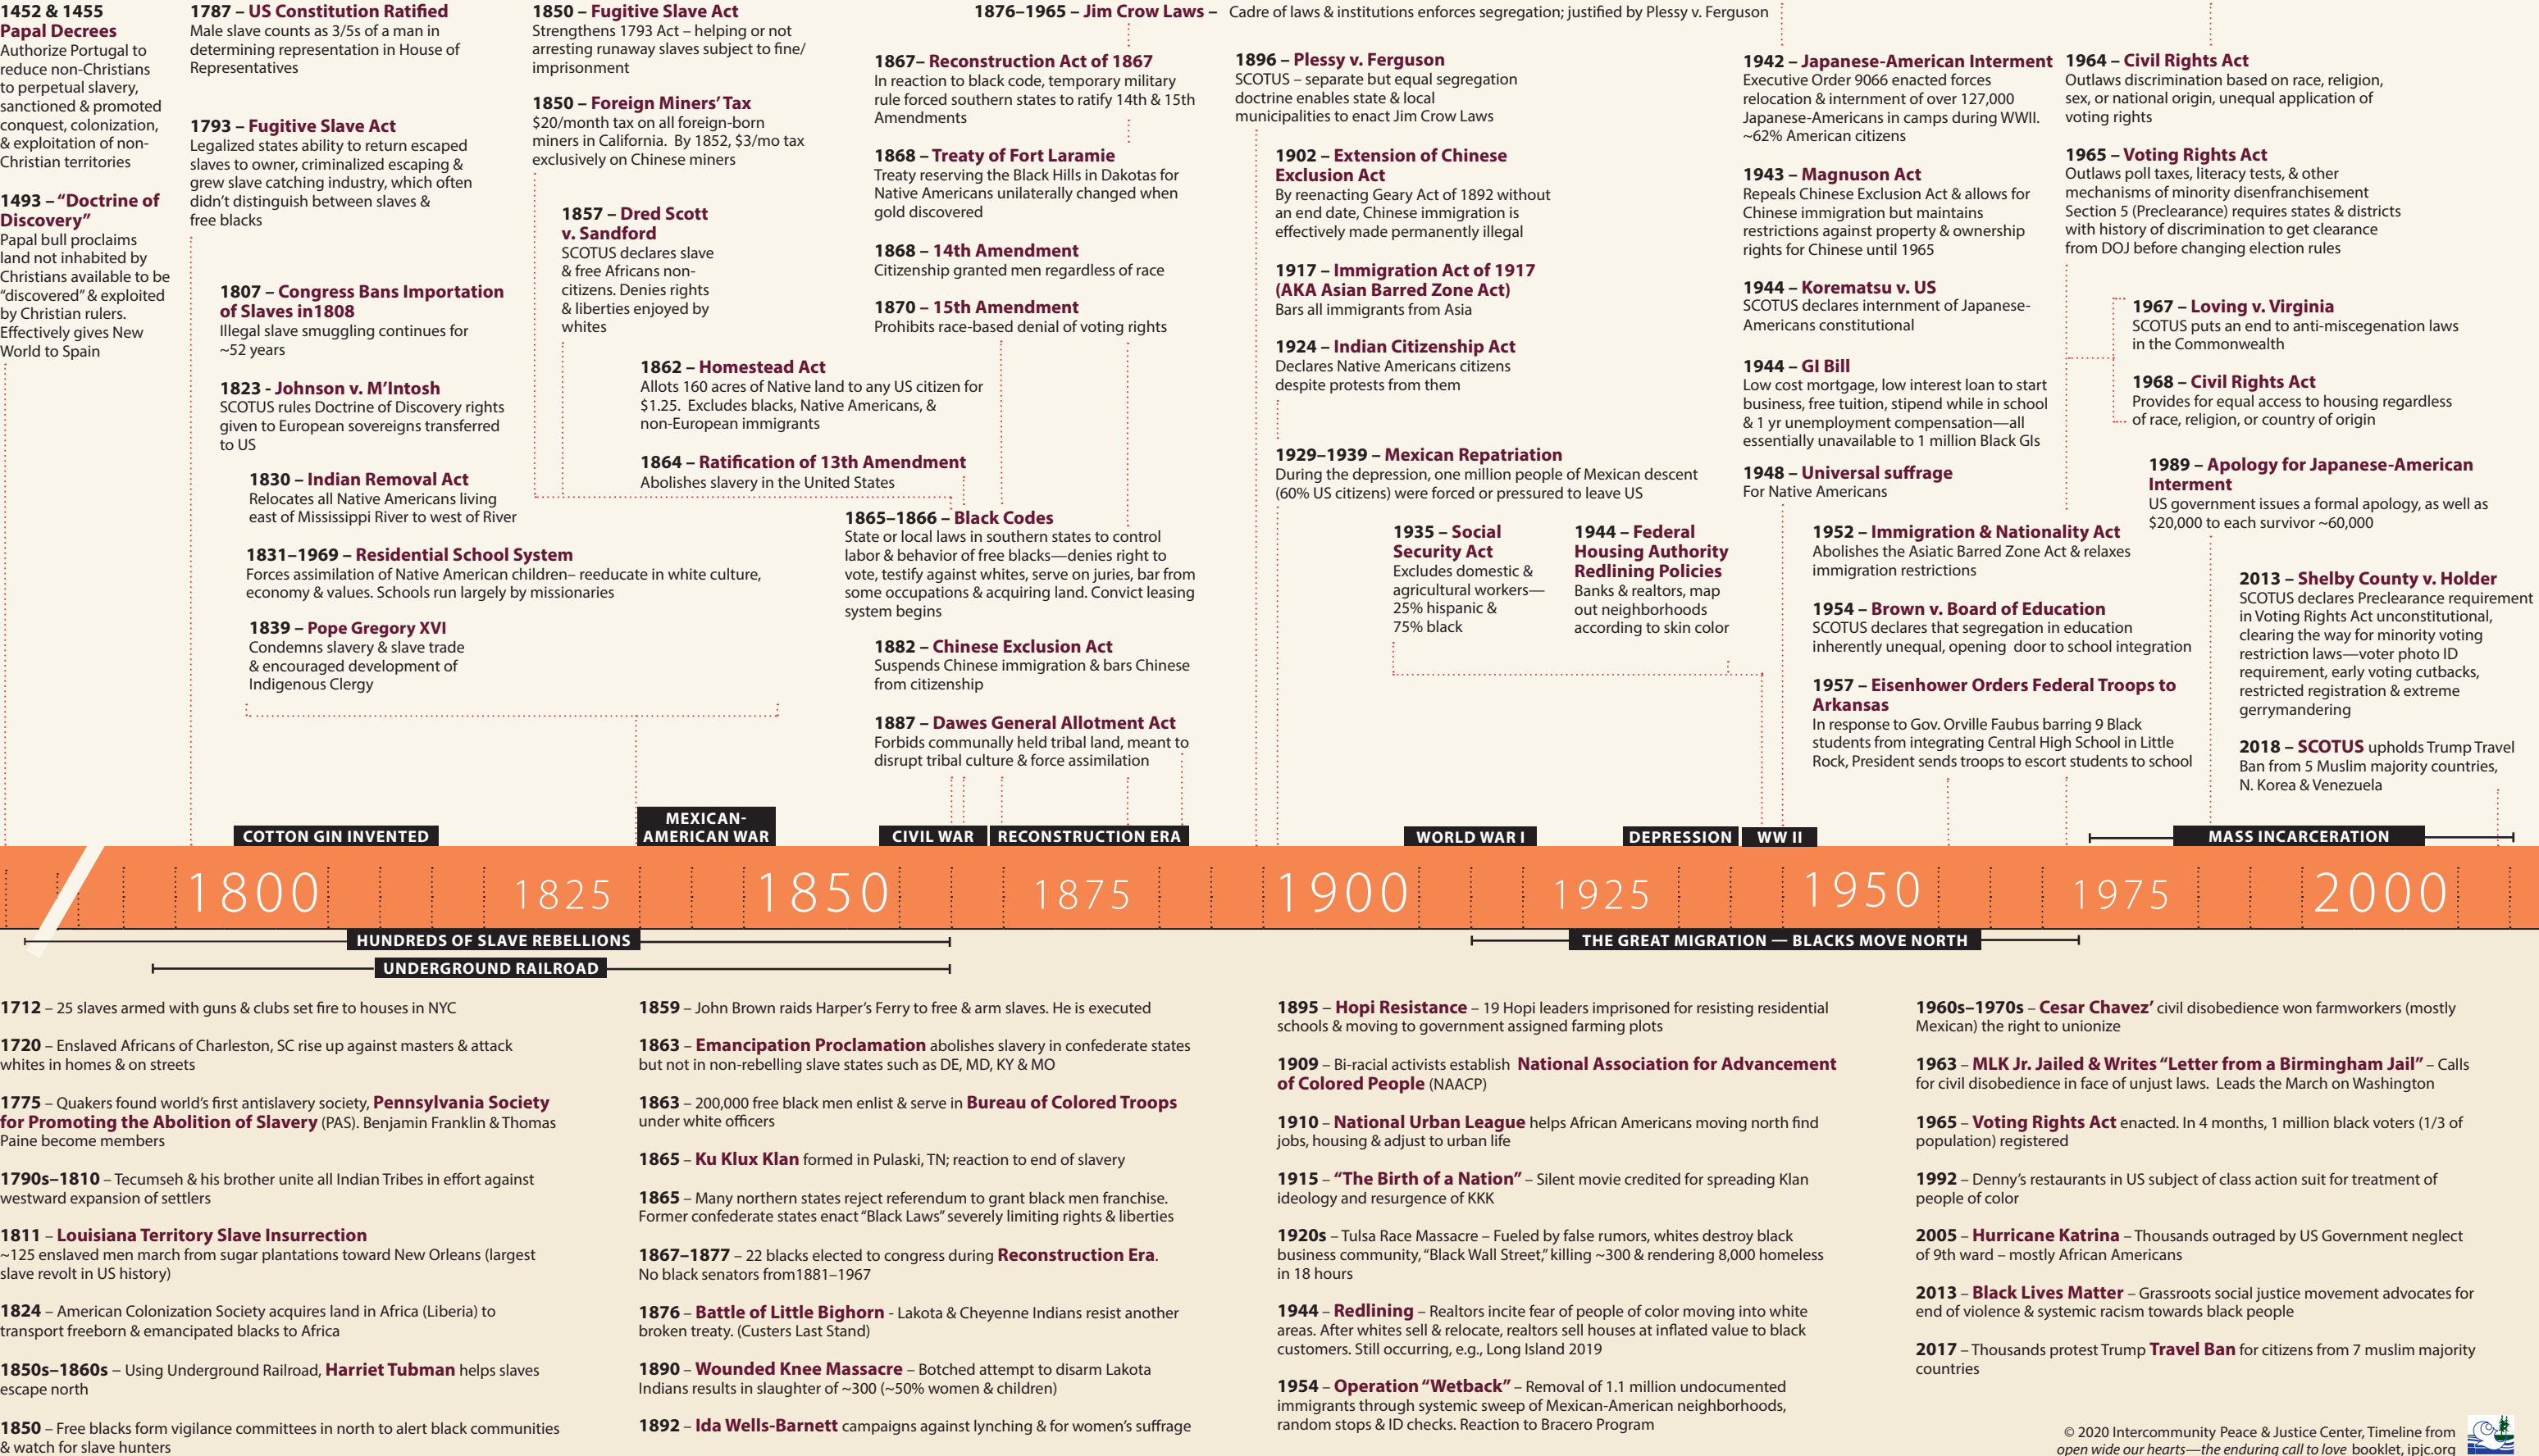 1452 & 1455
Papal Decrees
Authorize Portugal to
reduce non-Christians
to perpetual slavery,
sanctioned & promoted
conquest, colonization,
& exploitation of non-
Christian territories
1493 – “Doctrine of
Discovery”
Papal bull proclaims
land not inhabited by
Christians available to be
“discovered” & exploited
by Christian rulers.
Effectively gives New
World to Spain
1787 – US Constitution Ratified
Male slave counts as 3/5s of a man in
determining representation in House of
Representatives
1793 – Fugitive Slave Act
Legalized states ability to return escaped
slaves to owner, criminalized escaping &
grew slave catching industry, which often
didn’t distinguish between slaves &
free blacks
1807 – Congress Bans Importation
of Slaves in1808
Illegal slave smuggling continues for
~52 years
1823 - Johnson v. M’Intosh
SCOTUS rules Doctrine of Discovery rights
given to European sovereigns transferred
to US
1830 – Indian Removal Act
Relocates all Native Americans living
east of Mississippi River to west of River
1831–1969 – Residential School System
Forces assimilation of Native American children– reeducate in white culture,
economy & values. Schools run largely by missionaries
1839 – Pope Gregory XVI
Condemns slavery & slave trade
& encouraged development of
Indigenous Clergy
1850 – Fugitive Slave Act
Strengthens 1793 Act – helping or not
arresting runaway slaves subject to fine/
imprisonment
1850 – Foreign Miners’ Tax
$20/month tax on all foreign-born
miners in California. By 1852, $3/mo tax
exclusively on Chinese miners
1857 – Dred Scott
v. Sandford
SCOTUS declares slave
& free Africans non-
citizens. Denies rights
& liberties enjoyed by
whites
1862 – Homestead Act
Allots 160 acres of Native land to any US citizen for
$1.25. Excludes blacks, Native Americans, &
non-European immigrants
1864 – Ratification of 13th Amendment
Abolishes slavery in the United States
1876–1965 – Jim Crow Laws – Cadre of laws & institutions enforces segregation; justified by Plessy v. Ferguson
1867– Reconstruction Act of 1867
In reaction to black code, temporary military
rule forced southern states to ratify 14th & 15th
Amendments
1868 – Treaty of Fort Laramie
Treaty reserving the Black Hills in Dakotas for
Native Americans unilaterally changed when
gold discovered
1868 – 14th Amendment
Citizenship granted men regardless of race
1870 – 15th Amendment
Prohibits race-based denial of voting rights
1865–1866 – Black Codes
State or local laws in southern states to control
labor & behavior of free blacks—denies right to
vote, testify against whites, serve on juries, bar from
some occupations & acquiring land. Convict leasing
system begins
1882 – Chinese Exclusion Act
Suspends Chinese immigration & bars Chinese
from citizenship
1887 – Dawes General Allotment Act
Forbids communally held tribal land, meant to
disrupt tribal culture & force assimilation
1896 – Plessy v. Ferguson
SCOTUS – separate but equal segregation
doctrine enables state & local
municipalities to enact Jim Crow Laws
1902 – Extension of Chinese
Exclusion Act
By reenacting Geary Act of 1892 without
an end date, Chinese immigration is
effectively made permanently illegal
1917 – Immigration Act of 1917
(AKA Asian Barred Zone Act)
Bars all immigrants from Asia
1924 – Indian Citizenship Act
Declares Native Americans citizens
despite protests from them
1929–1939 – Mexican Repatriation
During the depression, one million people of Mexican descent
(60% US citizens) were forced or pressured to leave US
1935 – Social
Security Act
Excludes domestic &
agricultural workers—
25% hispanic &
75% black
1944 – Federal
Housing Authority
Redlining Policies
Banks & realtors, map
out neighborhoods
according to skin color
1942 – Japanese-American Interment
Executive Order 9066 enacted forces
relocation & internment of over 127,000
Japanese-Americans in camps during WWII.
~62% American citizens
1943 – Magnuson Act
Repeals Chinese Exclusion Act & allows for
Chinese immigration but maintains
restrictions against property & ownership
rights for Chinese until 1965
1944 – Korematsu v. US
SCOTUS declares internment of Japanese-
Americans constitutional
1944 – GI Bill
Low cost mortgage, low interest loan to start
business, free tuition, stipend while in school
& 1 yr unemployment compensation—all
essentially unavailable to 1 million Black GIs
1948 – Universal suffrage
For Native Americans
1952 – Immigration & Nationality Act
Abolishes the Asiatic Barred Zone Act & relaxes
immigration restrictions
1954 – Brown v. Board of Education
SCOTUS declares that segregation in education
inherently unequal, opening door to school integration
1957 – Eisenhower Orders Federal Troops to
Arkansas
In response to Gov. Orville Faubus barring 9 Black
students from integrating Central High School in Little
Rock, President sends troops to escort students to school
1964 – Civil Rights Act
Outlaws discrimination based on race, religion,
sex, or national origin, unequal application of
voting rights
1965 – Voting Rights Act
Outlaws poll taxes, literacy tests, & other
mechanisms of minority disenfranchisement
Section 5 (Preclearance) requires states & districts
with history of discrimination to get clearance
from DOJ before changing election rules
1967 – Loving v. Virginia
SCOTUS puts an end to anti-miscegenation laws
in the Commonwealth
1968 – Civil Rights Act
Provides for equal access to housing regardless
of race, religion, or country of origin
1989 – Apology for Japanese-American
Interment
US government issues a formal apology, as well as
$20,000 to each survivor ~60,000
2013 – Shelby County v. Holder
SCOTUS declares Preclearance requirement
in Voting Rights Act unconstitutional,
clearing the way for minority voting
restriction laws—voter photo ID
requirement, early voting cutbacks,
restricted registration & extreme
gerrymandering
2018 – SCOTUS upholds Trump Travel
Ban from 5 Muslim majority countries,
N. Korea & Venezuela
COTTON GIN INVENTED
MEXICAN-
AMERICAN WAR
CIVIL WAR
RECONSTRUCTION ERA
WORLD WAR I
DEPRESSION
WW II
MASS INCARCERATION
1800 1825 1850 1875 1900 1925 1950 1975 2000
HUNDREDS OF SLAVE REBELLIONS
THE GREAT MIGRATION — BLACKS MOVE NORTH
UNDERGROUND RAILROAD
1712 – 25 slaves armed with guns & clubs set fire to houses in NYC
1720 – Enslaved Africans of Charleston, SC rise up against masters & attack
whites in homes & on streets
1775 – Quakers found world’s first antislavery society, Pennsylvania Society
for Promoting the Abolition of Slavery (PAS). Benjamin Franklin & Thomas
Paine become members
1790s–1810 – Tecumseh & his brother unite all Indian Tribes in effort against
westward expansion of settlers
1811 – Louisiana Territory Slave Insurrection
~125 enslaved men march from sugar plantations toward New Orleans (largest
slave revolt in US history)
1824 – American Colonization Society acquires land in Africa (Liberia) to
transport freeborn & emancipated blacks to Africa
1850s–1860s – Using Underground Railroad, Harriet Tubman helps slaves
escape north
1850 – Free blacks form vigilance committees in north to alert black communities
& watch for slave hunters
1859 – John Brown raids Harper’s Ferry to free & arm slaves. He is executed
1863 – Emancipation Proclamation abolishes slavery in confederate states
but not in non-rebelling slave states such as DE, MD, KY & MO
1863 – 200,000 free black men enlist & serve in Bureau of Colored Troops
under white officers
1865 – Ku Klux Klan formed in Pulaski, TN; reaction to end of slavery
1865 – Many northern states reject referendum to grant black men franchise.
Former confederate states enact “Black Laws” severely limiting rights & liberties
1867–1877 – 22 blacks elected to congress during Reconstruction Era.
No black senators from1881–1967
1876 – Battle of Little Bighorn - Lakota & Cheyenne Indians resist another
broken treaty. (Custers Last Stand)
1890 – Wounded Knee Massacre – Botched attempt to disarm Lakota
Indians results in slaughter of ~300 (~50% women & children)
1892 – Ida Wells-Barnett campaigns against lynching & for women’s suffrage
1895 – Hopi Resistance – 19 Hopi leaders imprisoned for resisting residential
schools & moving to government assigned farming plots
1909 – Bi-racial activists establish National Association for Advancement
of Colored People (NAACP)
1910 – National Urban League helps African Americans moving north find
jobs, housing & adjust to urban life
1915 – “The Birth of a Nation” – Silent movie credited for spreading Klan
ideology and resurgence of KKK
1920s – Tulsa Race Massacre – Fueled by false rumors, whites destroy black
business community, “Black Wall Street,” killing ~300 & rendering 8,000 homeless
in 18 hours
1944 – Redlining – Realtors incite fear of people of color moving into white
areas. After whites sell & relocate, realtors sell houses at inflated value to black
customers. Still occurring, e.g., Long Island 2019
1954 – Operation “Wetback” – Removal of 1.1 million undocumented
immigrants through systemic sweep of Mexican-American neighborhoods,
random stops & ID checks. Reaction to Bracero Program
1960s–1970s – Cesar Chavez’ civil disobedience won farmworkers (mostly
Mexican) the right to unionize
1963 – MLK Jr. Jailed & Writes “Letter from a Birmingham Jail” – Calls
for civil disobedience in face of unjust laws. Leads the March on Washington
1965 – Voting Rights Act enacted. In 4 months, 1 million black voters (1/3 of
population) registered
1992 – Denny’s restaurants in US subject of class action suit for treatment of
people of color
2005 – Hurricane Katrina – Thousands outraged by US Government neglect
of 9th ward – mostly African Americans
2013 – Black Lives Matter – Grassroots social justice movement advocates for
end of violence & systemic racism towards black people
2017 – Thousands protest Trump Travel Ban for citizens from 7 muslim majority
countries
© 2020 Intercommunity Peace & Justice Center, Timeline from
open wide our hearts—the enduring call to love booklet, ipjc.org